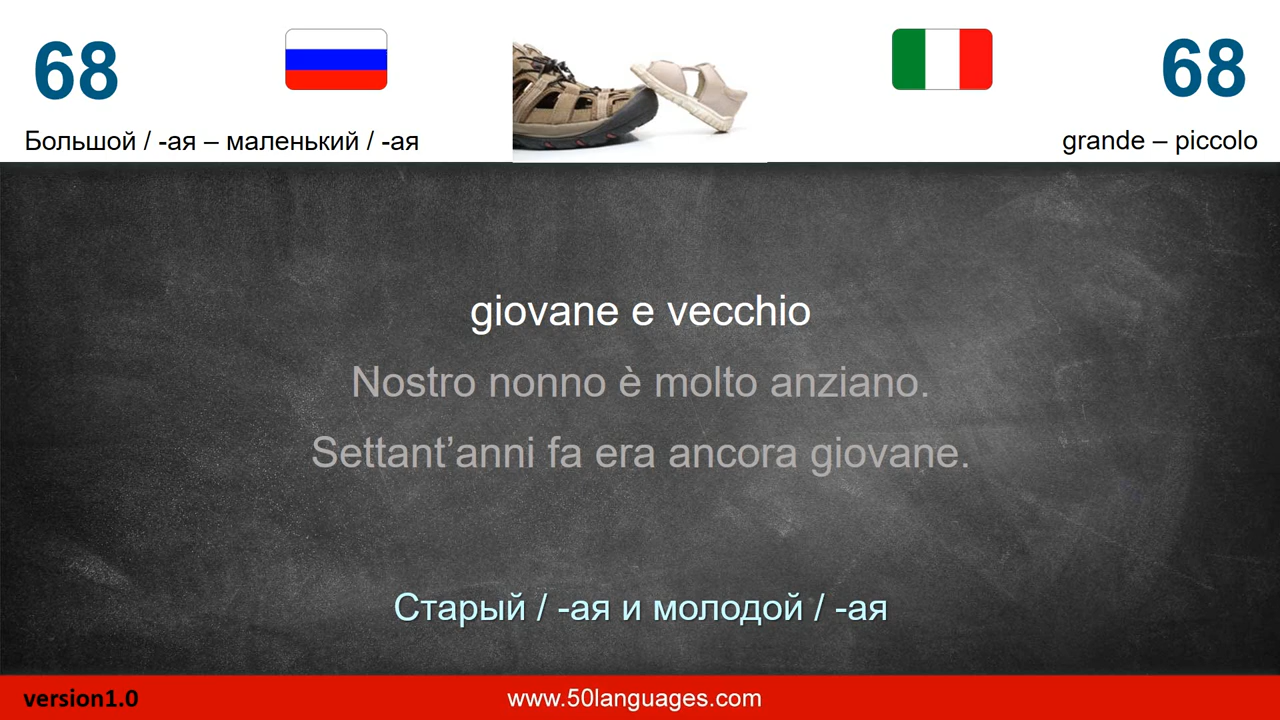 68
68
Большой / -ая – маленький / -ая
grande – piccolo
giovane e vecchio
Nostro nonno è molto anziano.
Settant’anni fa era ancora giovane.
Старый / -ая и молодой / -ая
version1.0
www.50languages.com